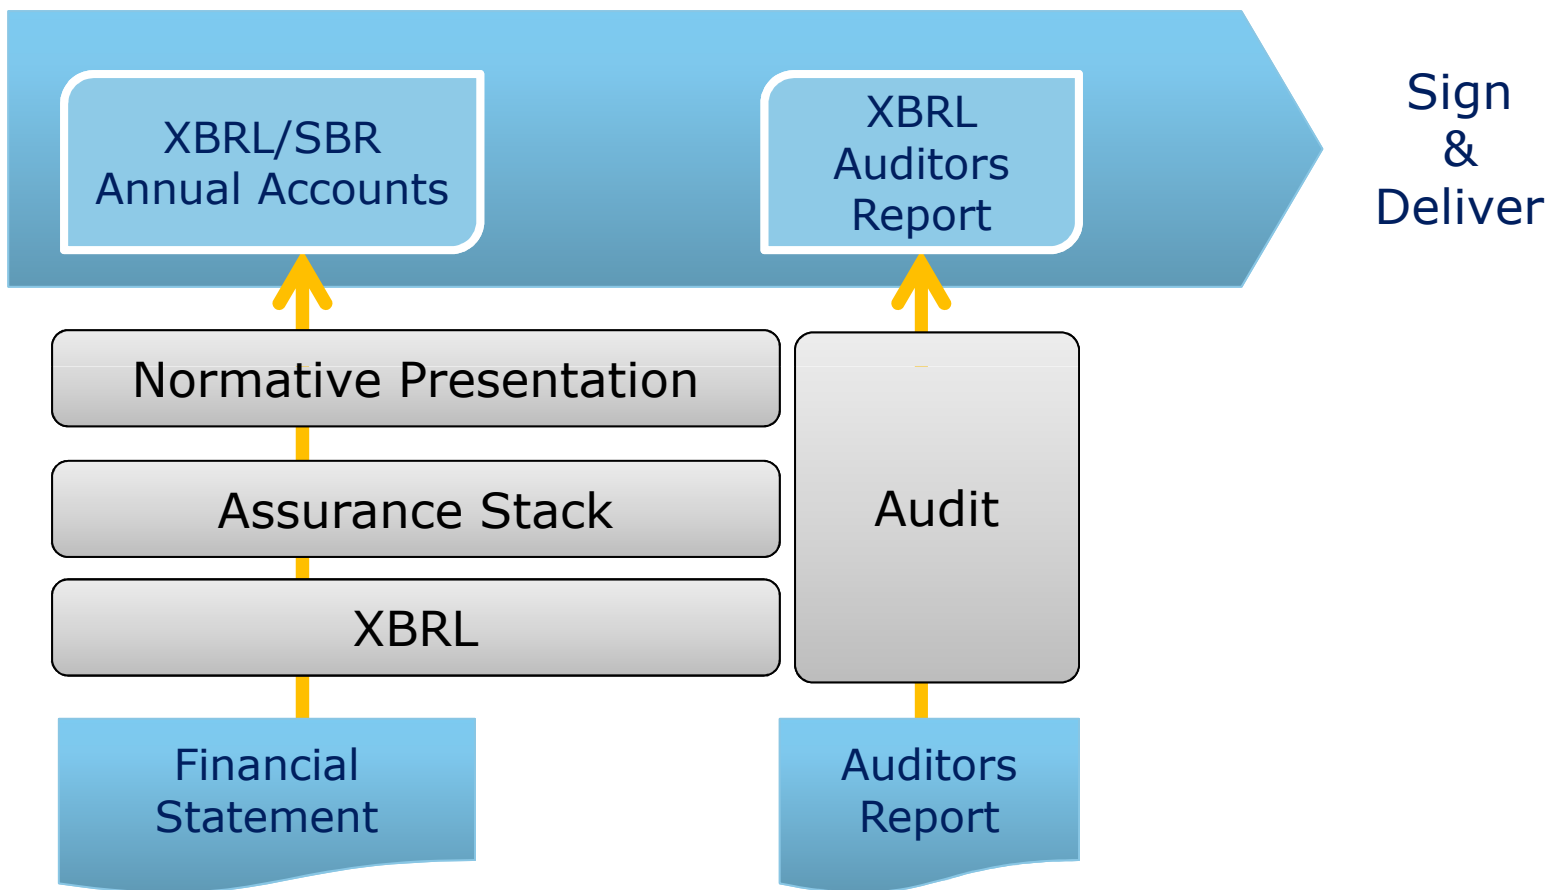 XBRL/SBR
Annual Accounts
XBRL
Auditors
Report
Sign
&
Deliver
Normative Presentation
Assurance Stack
XBRL
Audit
Financial
Statement
Auditors
Report